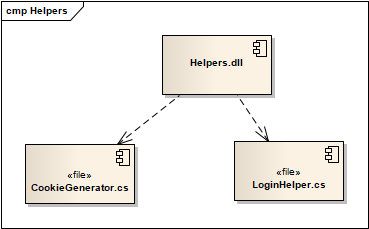 cmp Helpers
Helpers.dll
«file»
CookieGenerator.cs
«file»
LoginHelper.cs